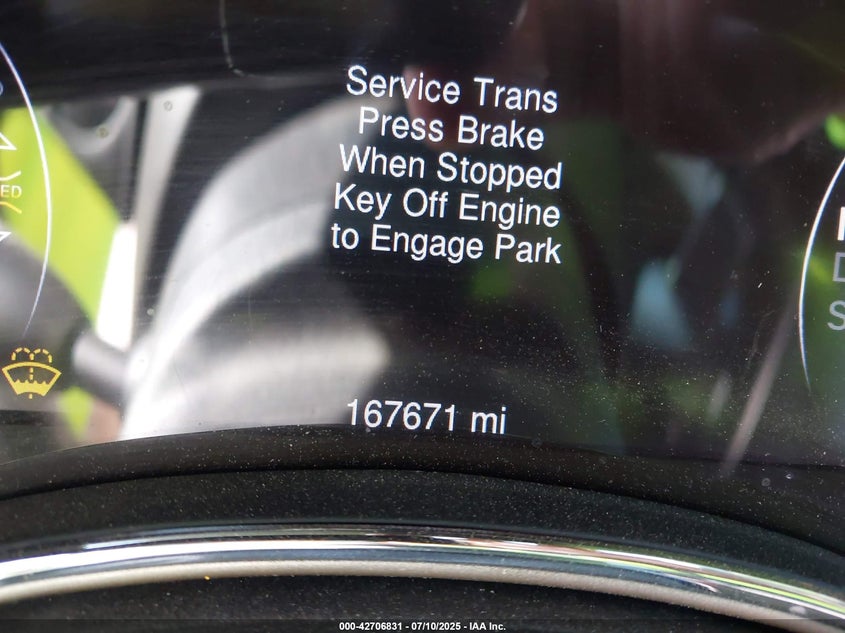 Service Trans
Press Brake
When Stopped
Key Off Engine
to Engage Park
167671 mi
000-42706831 - 07/10/2025 - IAA Inc.